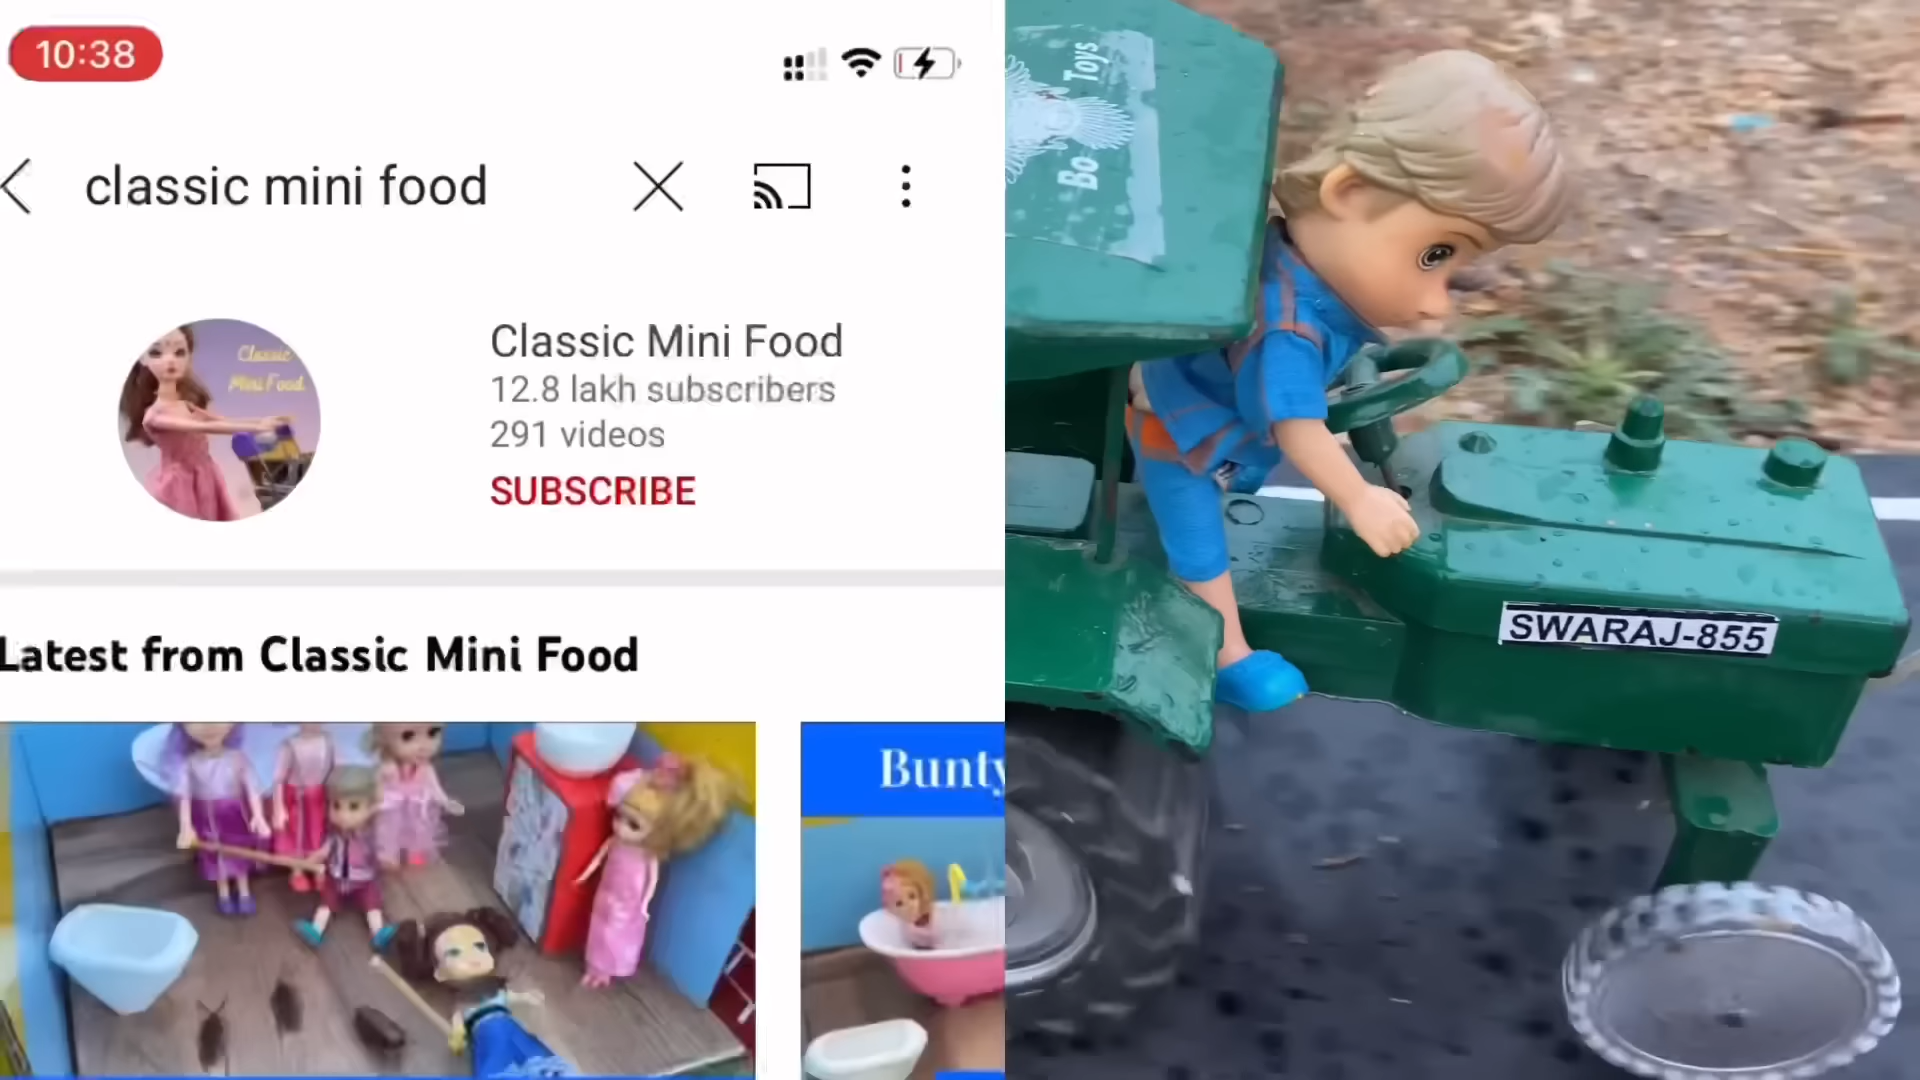 10:38
classic mini food
Classic
Mini Food
Classic Mini Food
12.8 lakh subscribers
291 videos
SUBSCRIBE
Latest from Classic Mini Food
Bunty
Bo Toys
SWARAJ-855